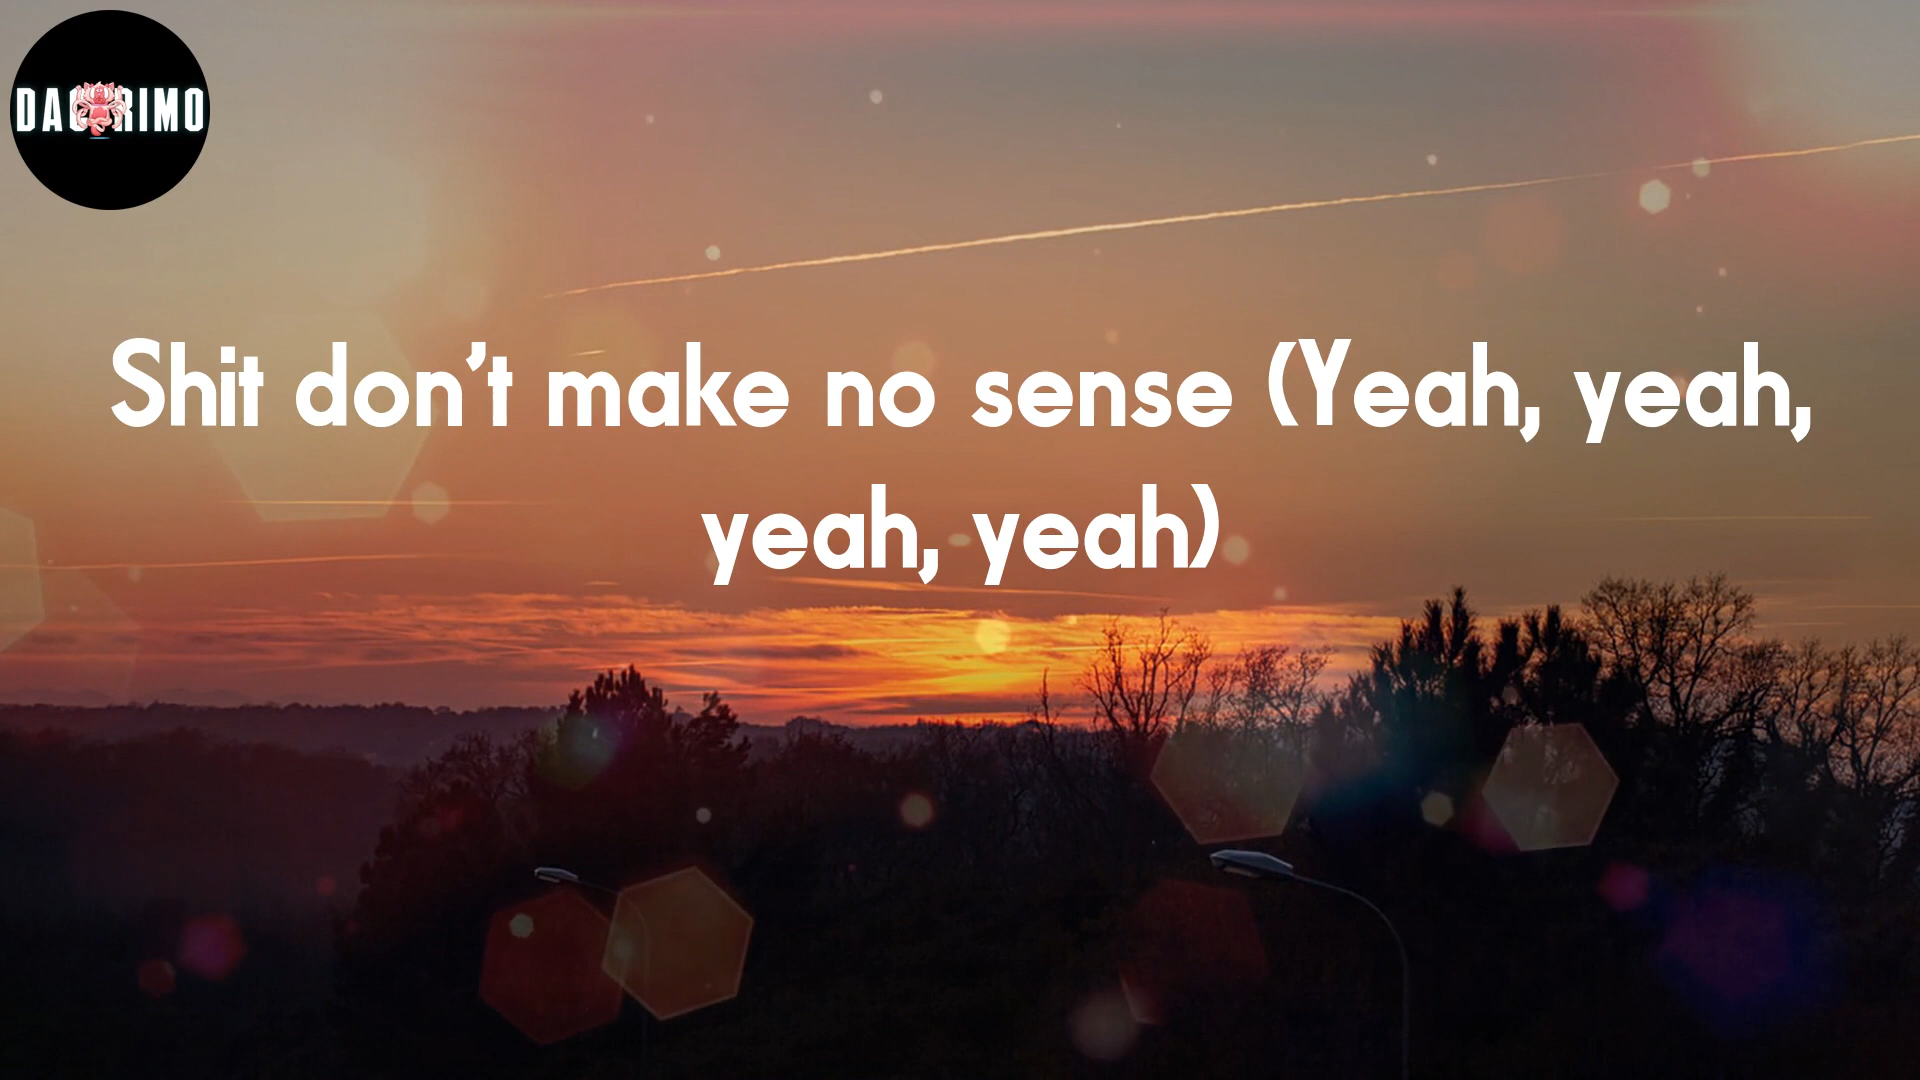 Shit don't make no sense (Yeah, yeah,
yeah, yeah)